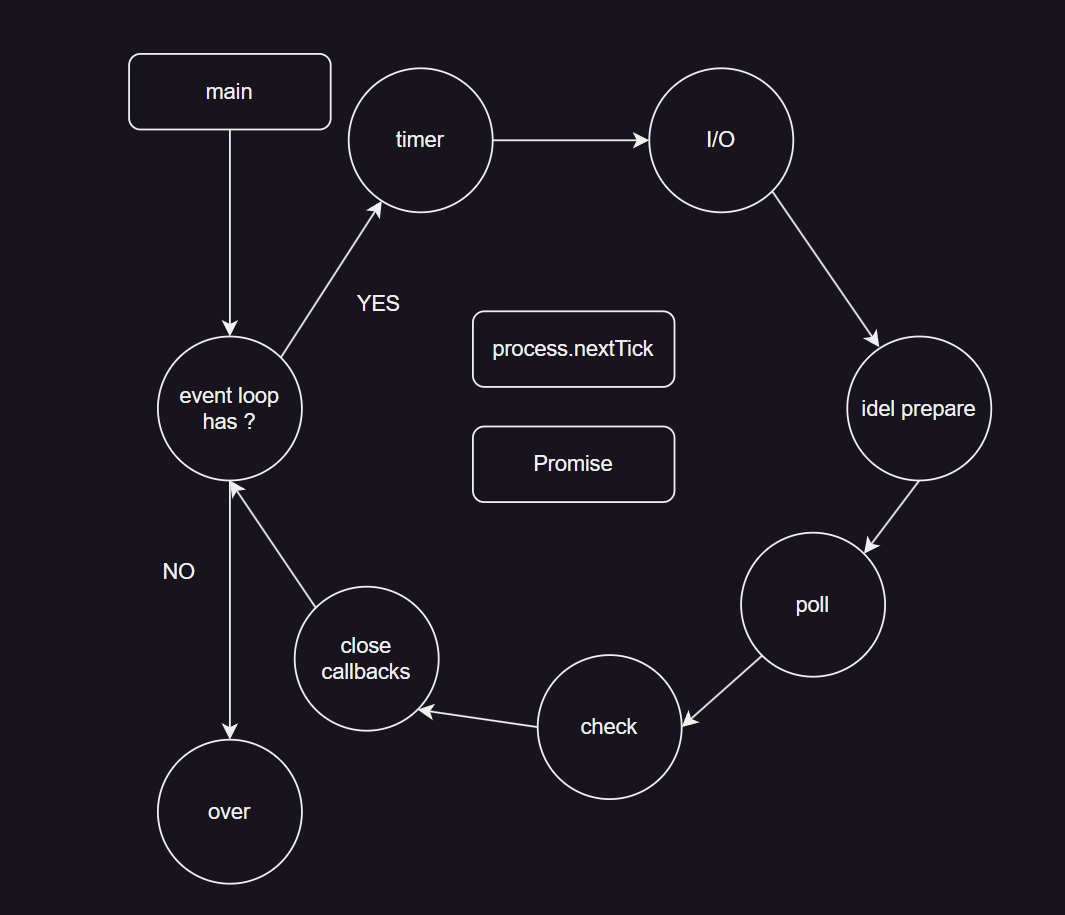 main
timer
I/O
YES
process.nextTick
event loop
has ?
idel prepare
Promise
NO
poll
close
callbacks
check
over